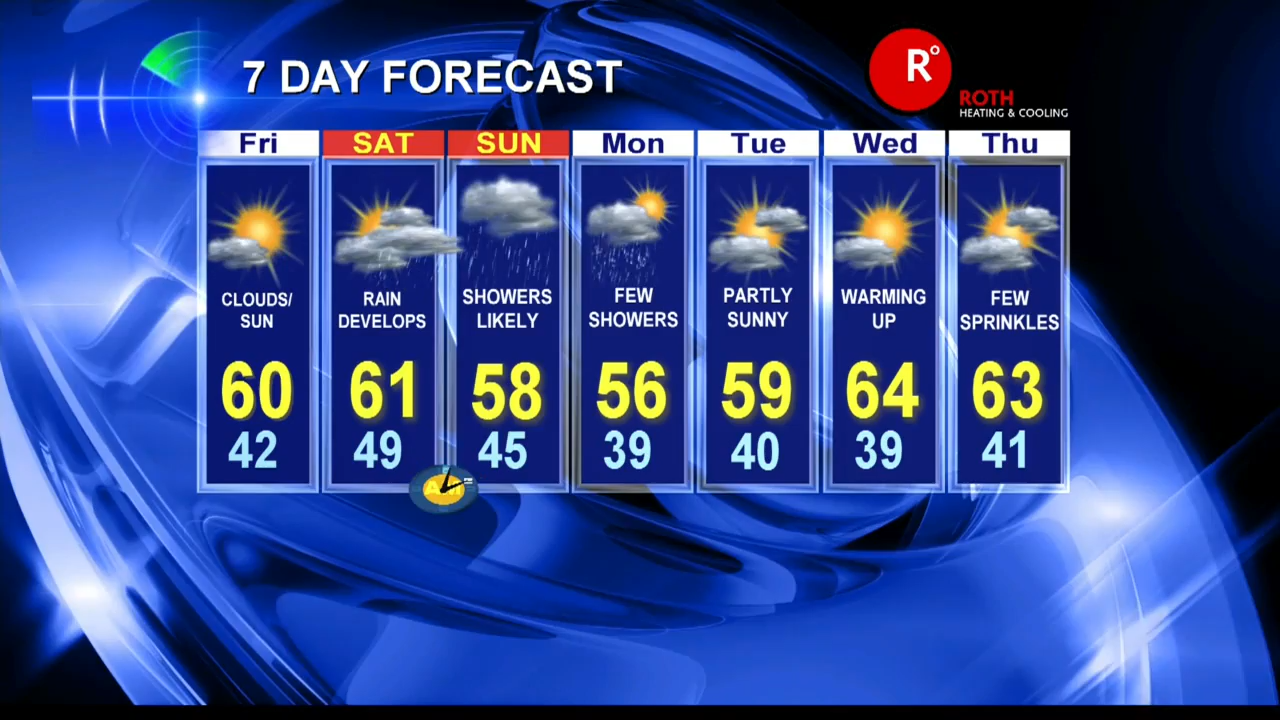 7 DAY FORECAST
R°
ROTH
HEATING & COOLING
Fri SAT SUN Mon Tue Wed Thu
CLOUDS/
SUN
RAIN
DEVELOPS
SHOWERS
LIKELY
FEW
SHOWERS
PARTLY
SUNNY
WARMING
UP
FEW
SPRINKLES
60 61 58 56 59 64 63
42 49 45 39 40 39 41